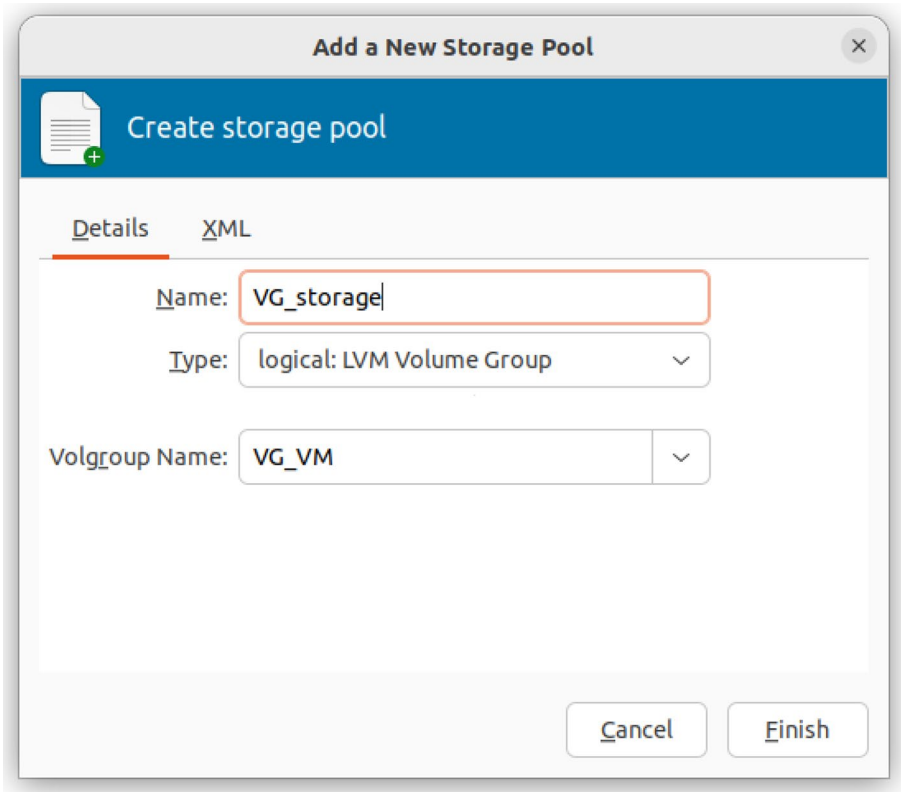 Add a New Storage Pool
Create storage pool
Details XML
Name: VG_storage
Type: logical: LVM Volume Group
Volgroup Name: VG_VM
Cancel Finish